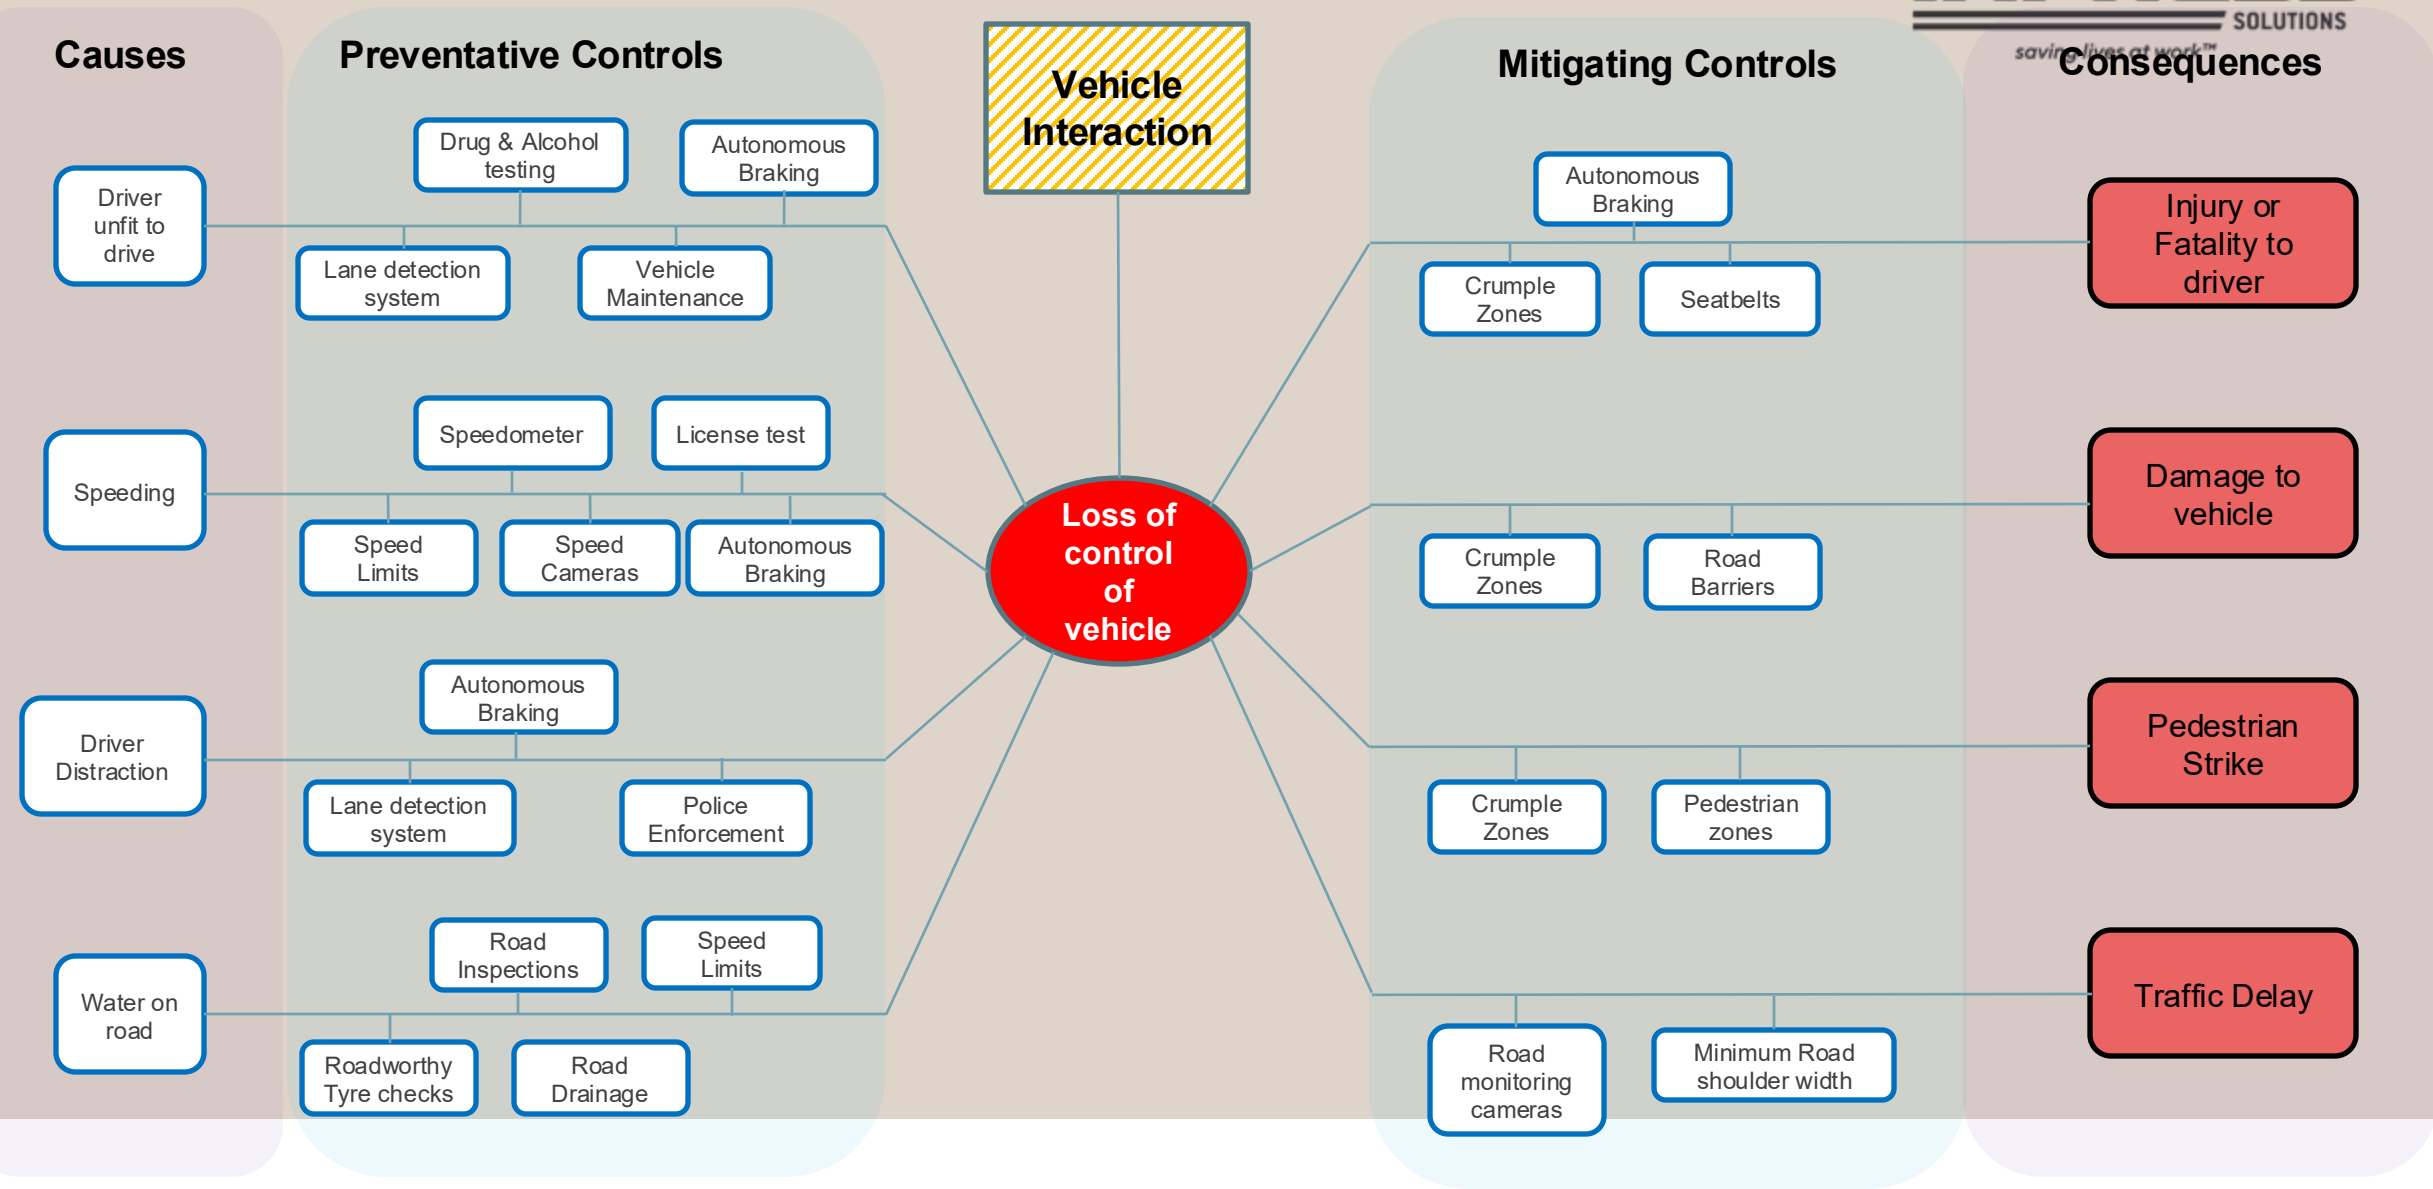 SOLUTIONS
saving lives at work™
Causes
Preventative Controls
Vehicle
Interaction
Mitigating Controls
Consequences
Driver
unfit to
drive
Drug & Alcohol
testing
Autonomous
Braking
Lane detection
system
Vehicle
Maintenance
Autonomous
Braking
Crumple
Zones
Seatbelts
Injury or
Fatality to
driver
Speeding
Speedometer
License test
Speed
Limits
Speed
Cameras
Autonomous
Braking
Loss of
control
of
vehicle
Crumple
Zones
Road
Barriers
Damage to
vehicle
Driver
Distraction
Autonomous
Braking
Lane detection
system
Police
Enforcement
Crumple
Zones
Pedestrian
zones
Pedestrian
Strike
Water on
road
Road
Inspections
Speed
Limits
Roadworthy
Tyre checks
Road
Drainage
Road
monitoring
cameras
Minimum Road
shoulder width
Traffic Delay